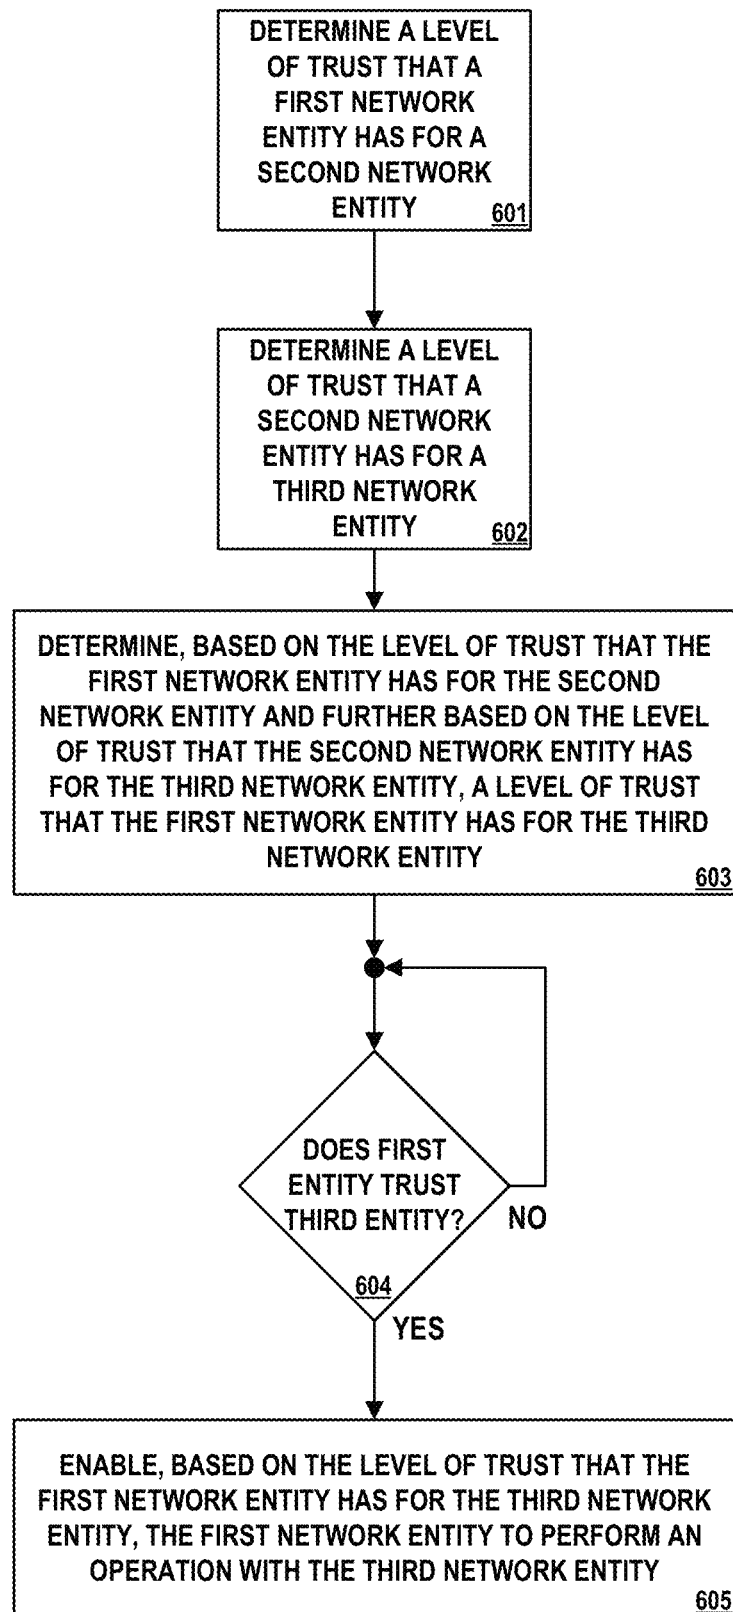 DETERMINE A LEVEL
OF TRUST THAT A
FIRST NETWORK
ENTITY HAS FOR A
SECOND NETWORK
ENTITY
601
DETERMINE A LEVEL
OF TRUST THAT A
SECOND NETWORK
ENTITY HAS FOR A
THIRD NETWORK
ENTITY
602
DETERMINE, BASED ON THE LEVEL OF TRUST THAT THE
FIRST NETWORK ENTITY HAS FOR THE SECOND
NETWORK ENTITY AND FURTHER BASED ON THE LEVEL
OF TRUST THAT THE SECOND NETWORK ENTITY HAS
FOR THE THIRD NETWORK ENTITY, A LEVEL OF TRUST
THAT THE FIRST NETWORK ENTITY HAS FOR THE THIRD
NETWORK ENTITY
603
DOES FIRST
ENTITY TRUST
THIRD ENTITY?
NO
604
YES
ENABLE, BASED ON THE LEVEL OF TRUST THAT THE
FIRST NETWORK ENTITY HAS FOR THE THIRD NETWORK
ENTITY, THE FIRST NETWORK ENTITY TO PERFORM AN
OPERATION WITH THE THIRD NETWORK ENTITY
605